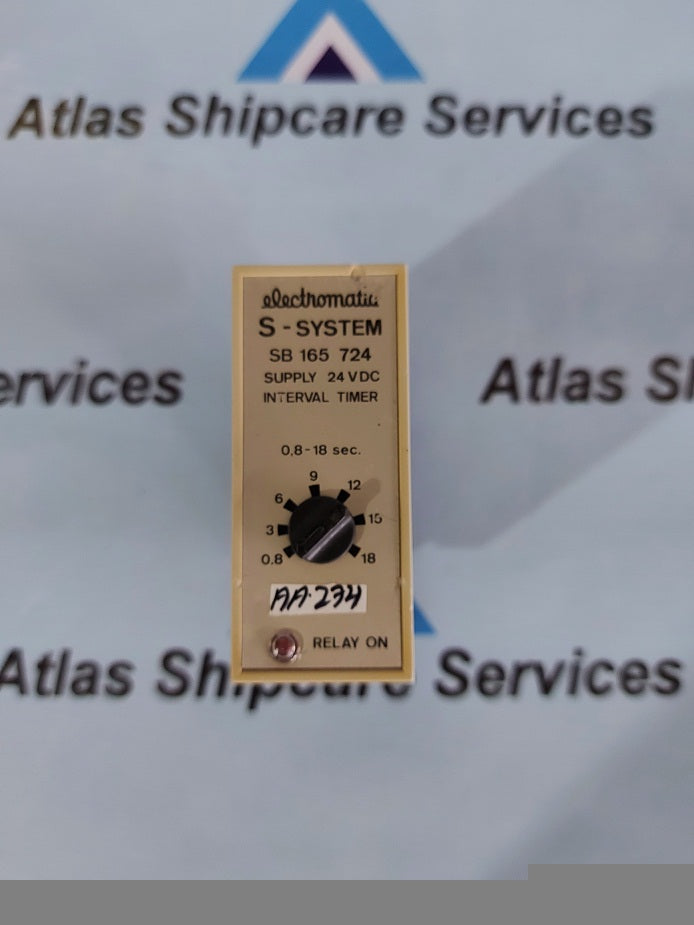 Atlas Shipcare Services
electromatic
S - SYSTEM
SB 165 724
SUPPLY 24 VDC
INTERVAL TIMER
ervices
Atlas S
0,8 - 18 sec.
9
12
6
15
3
0.8
18
AA-234
RELAY ON
Atlas Shipcare Services